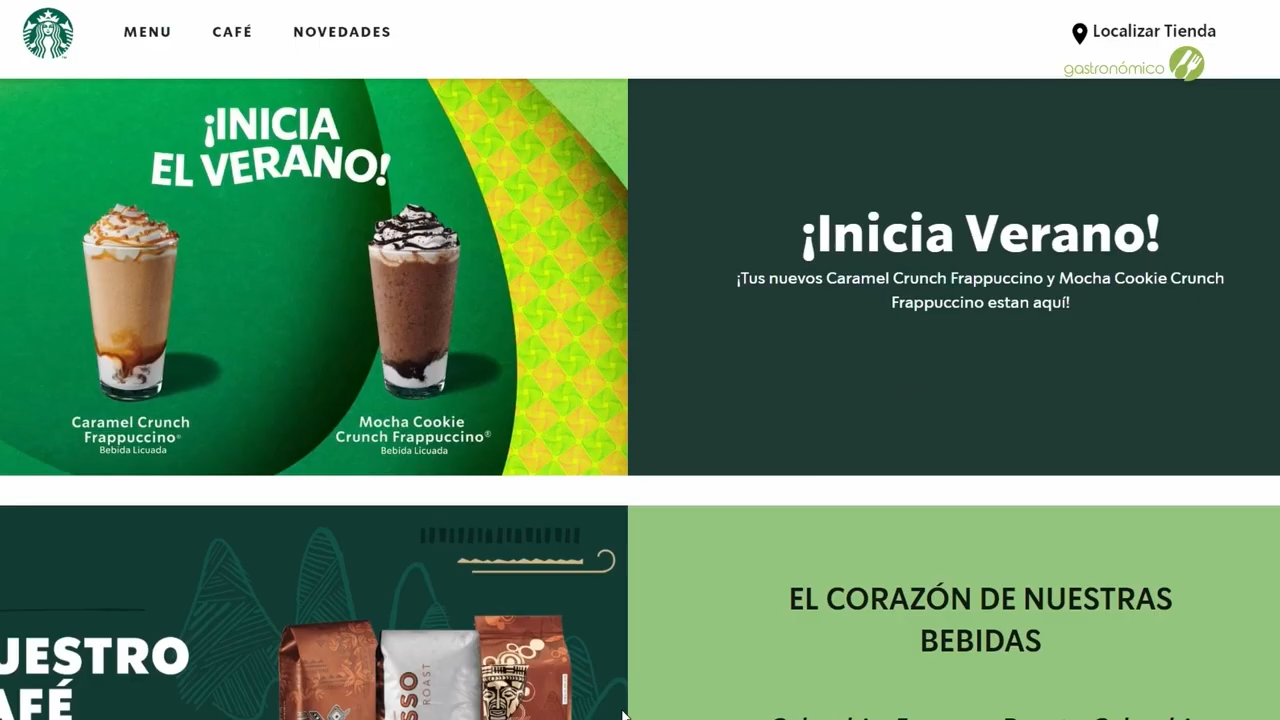 MENU
CAFÉ
NOVEDADES
Localizar Tienda
gastronómico
¡INICIA
EL VERANO!
Caramel Crunch
Frappuccino®
Bebida Licuada
Mocha Cookie
Crunch Frappuccino®
Bebida Licuada
¡Inicia Verano!
¡Tus nuevos Caramel Crunch Frappuccino y Mocha Cookie Crunch
Frappuccino estan aquí!
UESTRO
AFÉ
SSO
ROAST
EL CORAZÓN DE NUESTRAS
BEBIDAS